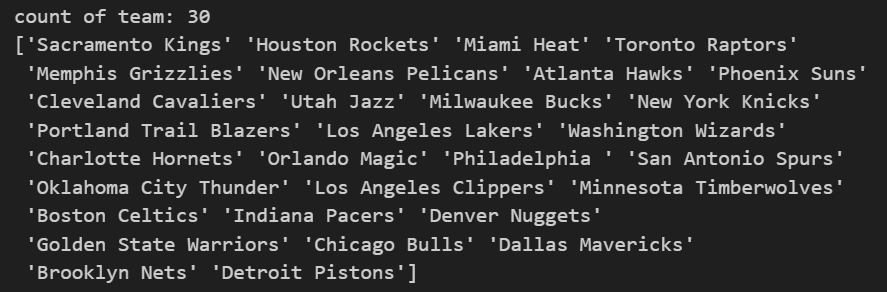 count of team: 30
['Sacramento Kings' 'Houston Rockets' 'Miami Heat' 'Toronto Raptors'
 'Memphis Grizzlies' 'New Orleans Pelicans' 'Atlanta Hawks' 'Phoenix Suns'
 'Cleveland Cavaliers' 'Utah Jazz' 'Milwaukee Bucks' 'New York Knicks'
 'Portland Trail Blazers' 'Los Angeles Lakers' 'Washington Wizards'
 'Charlotte Hornets' 'Orlando Magic' 'Philadelphia ' 'San Antonio Spurs'
 'Oklahoma City Thunder' 'Los Angeles Clippers' 'Minnesota Timberwolves'
 'Boston Celtics' 'Indiana Pacers' 'Denver Nuggets'
 'Golden State Warriors' 'Chicago Bulls' 'Dallas Mavericks'
 'Brooklyn Nets' 'Detroit Pistons']